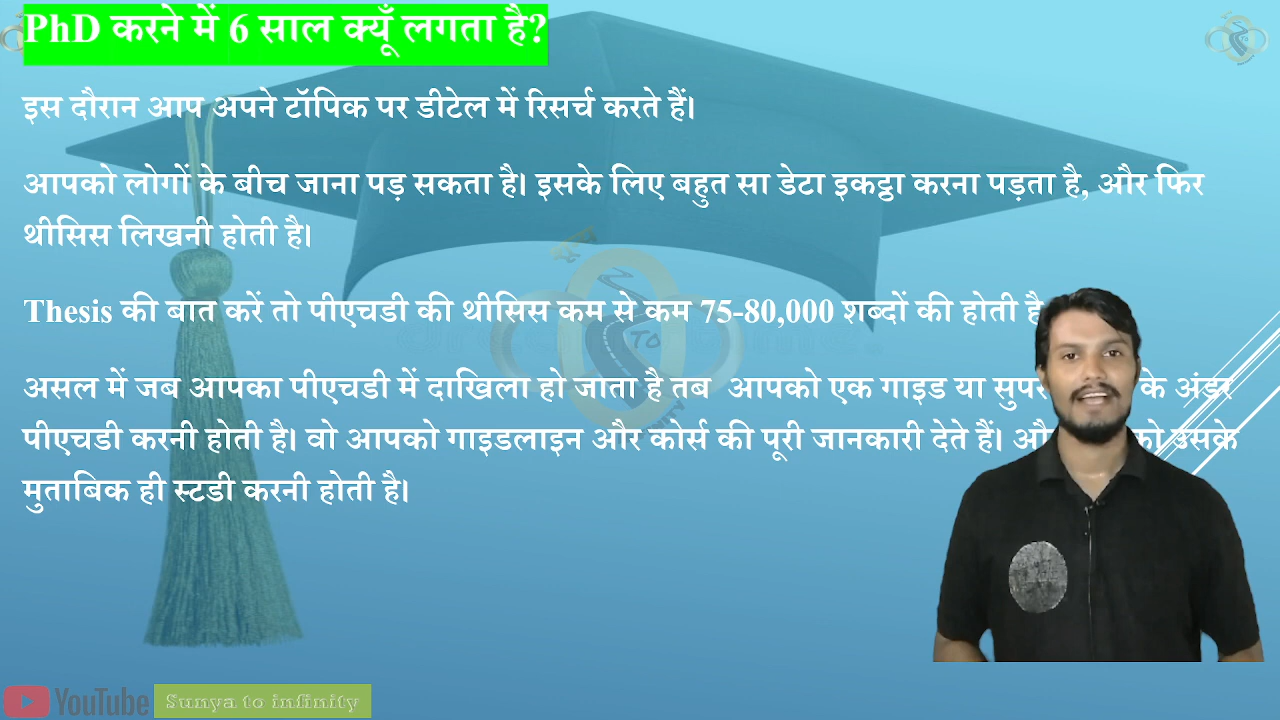 PhD करने में 6 साल क्यूँ लगता है?
इस दौरान आप अपने टॉपिक पर डीटेल में रिसर्च करते हैं।
आपको लोगों के बीच जाना पड़ सकता है। इसके लिए बहुत सा डेटा इकट्ठा करना पड़ता है, और फिर
थीसिस लिखनी होती है।
Thesis की बात करें तो पीएचडी की थीसिस कम से कम 75-80,000 शब्दों की होती है
असल में जब आपका पीएचडी में दाखिला हो जाता है तब आपको एक गाइड या के अंडर
पीएचडी करनी होती है। वो आपको गाइडलाइन और कोर्स की पूरी जानकारी देते हैं। उसके
मुताबिक ही स्टडी करनी होती है।
TO
YouTube Sunya to infinity